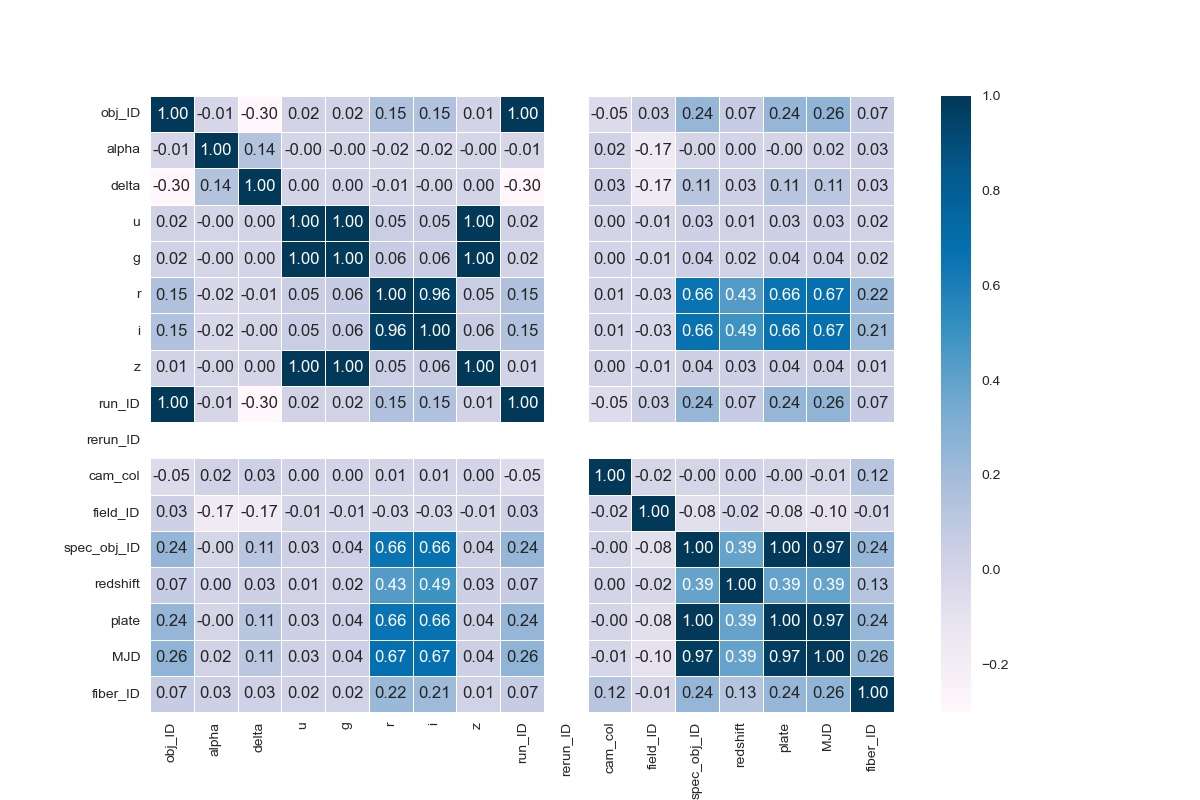 obj_ID 1.00 -0.01 -0.30 0.02 0.02 0.15 0.15 0.01 1.00 -0.05 0.03 0.24 0.07 0.24 0.26 0.07
alpha -0.01 1.00 0.14 -0.00 -0.00 -0.02 -0.02 -0.00 -0.01 0.02 -0.17 -0.00 0.00 -0.00 0.02 0.03
delta -0.30 0.14 1.00 0.00 0.00 -0.01 -0.00 0.00 -0.30 0.03 -0.17 0.11 0.03 0.11 0.11 0.03
u 0.02 -0.00 0.00 1.00 1.00 0.05 0.05 1.00 0.02 0.00 -0.01 0.03 0.01 0.03 0.03 0.02
g 0.02 -0.00 0.00 1.00 1.00 0.06 0.06 1.00 0.02 0.00 -0.01 0.04 0.02 0.04 0.04 0.02
r 0.15 -0.02 -0.01 0.05 0.06 1.00 0.96 0.05 0.15 0.01 -0.03 0.66 0.43 0.66 0.67 0.22
i 0.15 -0.02 -0.00 0.05 0.06 0.96 1.00 0.06 0.15 0.01 -0.03 0.66 0.49 0.66 0.67 0.21
z 0.01 -0.00 0.00 1.00 1.00 0.05 0.06 1.00 0.01 0.00 -0.01 0.04 0.03 0.04 0.04 0.01
run_ID 1.00 -0.01 -0.30 0.02 0.02 0.15 0.15 0.01 1.00 -0.05 0.03 0.24 0.07 0.24 0.26 0.07
rerun_ID
cam_col -0.05 0.02 0.03 0.00 0.00 0.01 0.01 0.00 -0.05 1.00 -0.02 -0.00 0.00 -0.00 -0.01 0.12
field_ID 0.03 -0.17 -0.17 -0.01 -0.01 -0.03 -0.03 -0.01 0.03 -0.02 1.00 -0.08 -0.02 -0.08 -0.10 -0.01
spec_obj_ID 0.24 -0.00 0.11 0.03 0.04 0.66 0.66 0.04 0.24 -0.00 -0.08 1.00 0.39 1.00 0.97 0.24
redshift 0.07 0.00 0.03 0.01 0.02 0.43 0.49 0.03 0.07 0.00 -0.02 0.39 1.00 0.39 0.39 0.13
plate 0.24 -0.00 0.11 0.03 0.04 0.66 0.66 0.04 0.24 -0.00 -0.08 1.00 0.39 1.00 0.97 0.24
MJD 0.26 0.02 0.11 0.03 0.04 0.67 0.67 0.04 0.26 -0.01 -0.10 0.97 0.39 0.97 1.00 0.26
fiber_ID 0.07 0.03 0.03 0.02 0.02 0.22 0.21 0.01 0.07 0.12 -0.01 0.24 0.13 0.24 0.26 1.00
obj_ID alpha delta u g r i z run_ID rerun_ID cam_col field_ID spec_obj_ID redshift plate MJD fiber_ID
1.0
0.8
0.6
0.4
0.2
0.0
−0.2